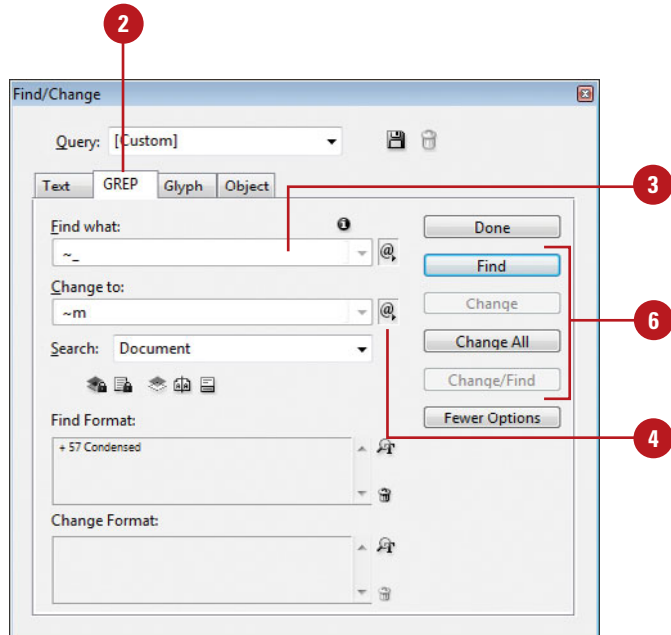 2
Find/Change
Query: [Custom]
Text GREP Glyph Object
3
Find what:
Done
~_ @
Find
Change to:
Change
~m @
6
Search: Document
Change All
Change/Find
Find Format:
Fewer Options
4
+ 57 Condensed
Change Format: